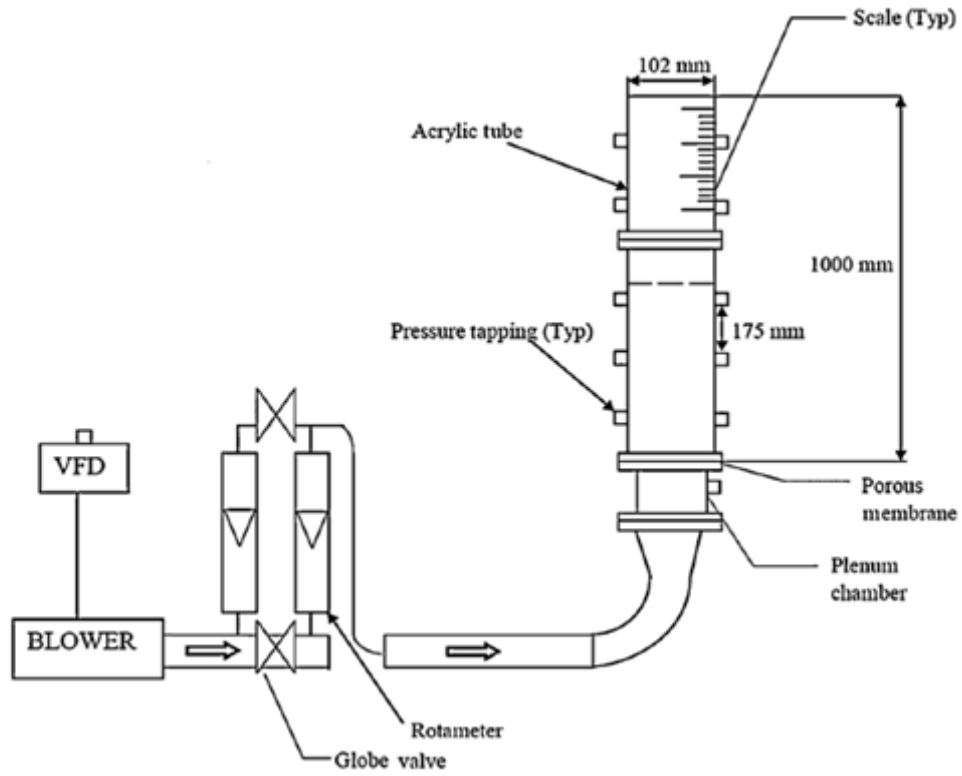 Scale (Typ)
102 mm
Acrylic tube
1000 mm
Pressure tapping (Typ)
175 mm
VFD
Porous
membrane
Plenum
chamber
BLOWER
Rotameter
Globe valve